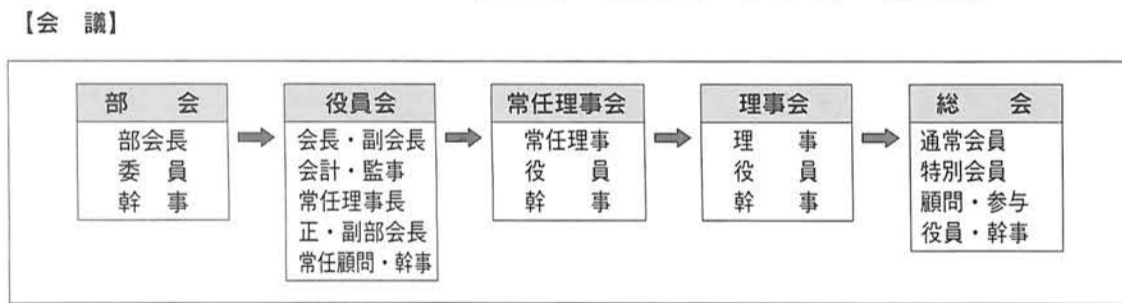 【会　議】
部　会
部会長
委　員
幹　事
役員会
会長・副会長
会計・監事
常任理事長
正・副部会長
常任顧問・幹事
常任理事会
常任理事
役　員
幹　事
理事会
理　事
役　員
幹　事
総　会
通常会員
特別会員
顧問・参与
役員・幹事